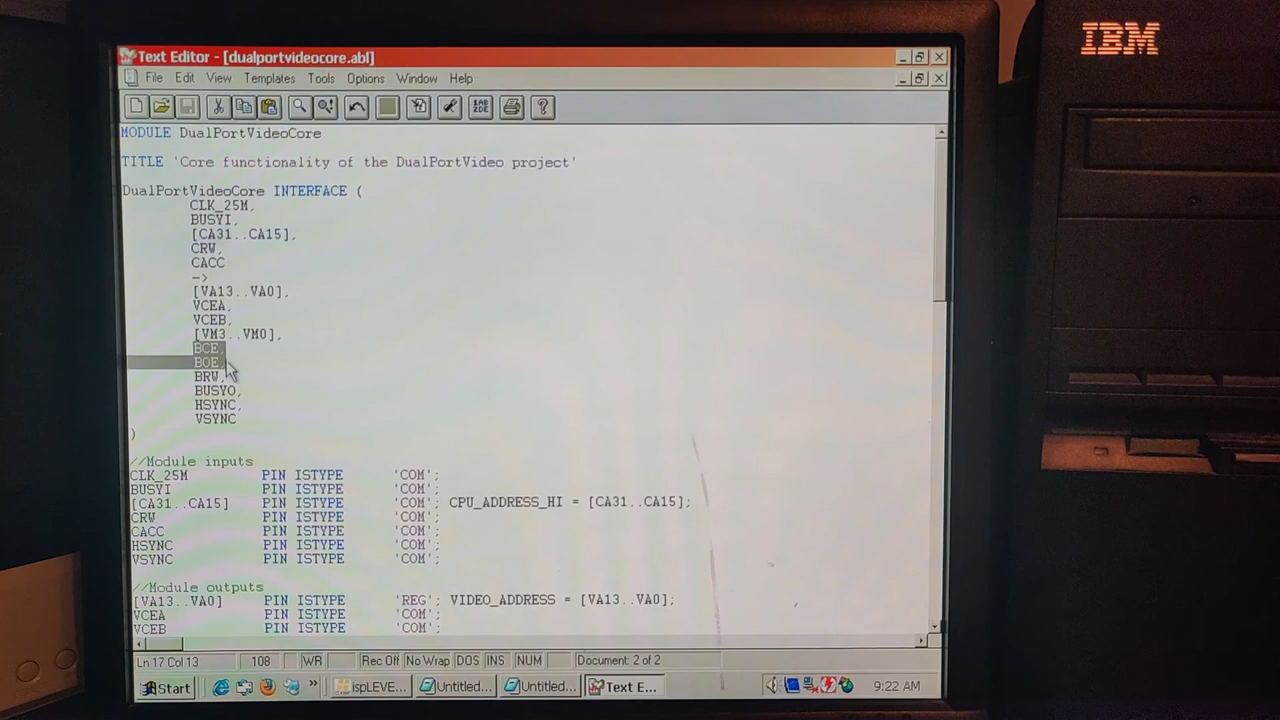 IBM
Text Editor - [dualportvideocore.abl]
File Edit View Templates Tools Options Window Help
MODULE DualPortVideoCore
TITLE 'Core functionality of the DualPortVideo project'
DualPortVideoCore INTERFACE (
CLK_25M,
BUSYI,
[CA31..CA15],
CRW,
CACC
->
[VA13..VA0],
VCEA,
VCEB,
[VM3..VM0],
BCE,
BOE,
BRW,
BUSYO,
HSYNC,
VSYNC
)
//Module inputs
CLK_25M PIN ISTYPE 'COM';
BUSYI PIN ISTYPE 'COM';
[CA31..CA15] PIN ISTYPE 'COM'; CPU_ADDRESS_HI = [CA31..CA15];
CRW PIN ISTYPE 'COM';
CACC PIN ISTYPE 'COM';
HSYNC PIN ISTYPE 'COM';
VSYNC PIN ISTYPE 'COM';
//Module outputs
[VA13..VA0] PIN ISTYPE 'REG'; VIDEO_ADDRESS = [VA13..VA0];
VCEA PIN ISTYPE 'COM';
VCEB PIN ISTYPE 'COM';
Ln 17 Col 13 108 WR Rec Off No Wrap DOS INS NUM Document: 2 of 2
Start » ispLEVE... Untitled... Untitled... Text E... 9:22 AM